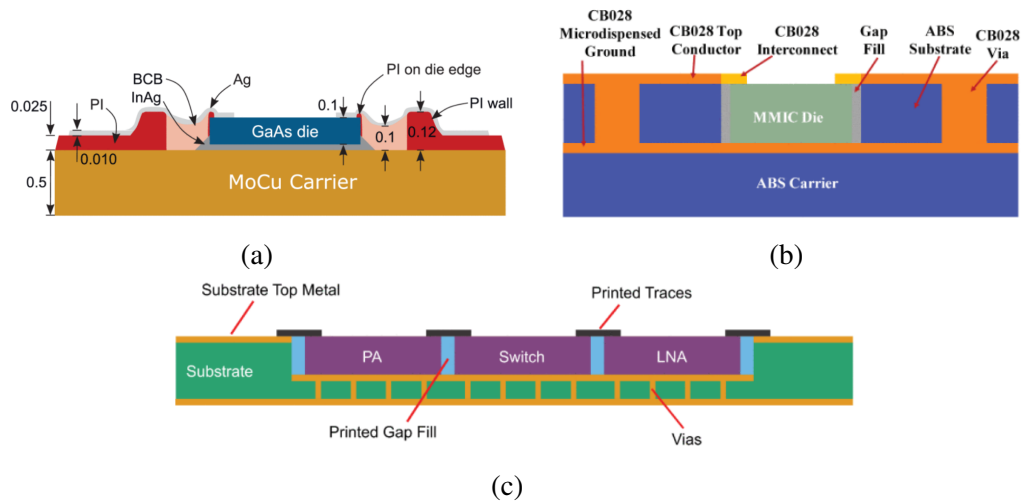 BCB
InAg
Ag
PI on die edge
PI wall
0.025
PI
0.010
0.5
0.1
GaAs die
0.1
0.12
MoCu Carrier
(a)
CB028
Microdispensed
Ground
CB028 Top
Conductor
CB028
Interconnect
Gap
Fill
ABS
Substrate
CB028
Via
MMIC Die
ABS Carrier
(b)
Substrate Top Metal
Printed Traces
PA
Switch
LNA
Substrate
Printed Gap Fill
Vias
(c)